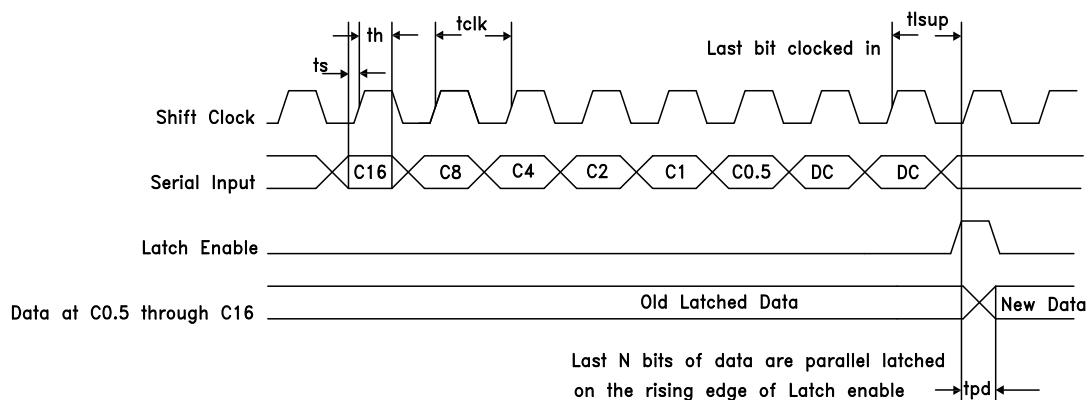 tlsup
tclk
th
Last bit clocked in
ts
Shift Clock
Serial Input
C16 C8 C4 C2 C1 C0.5 DC DC
Latch Enable
Data at C0.5 through C16
Old Latched Data
New Data
Last N bits of data are parallel latched
on the rising edge of Latch enable
tpd